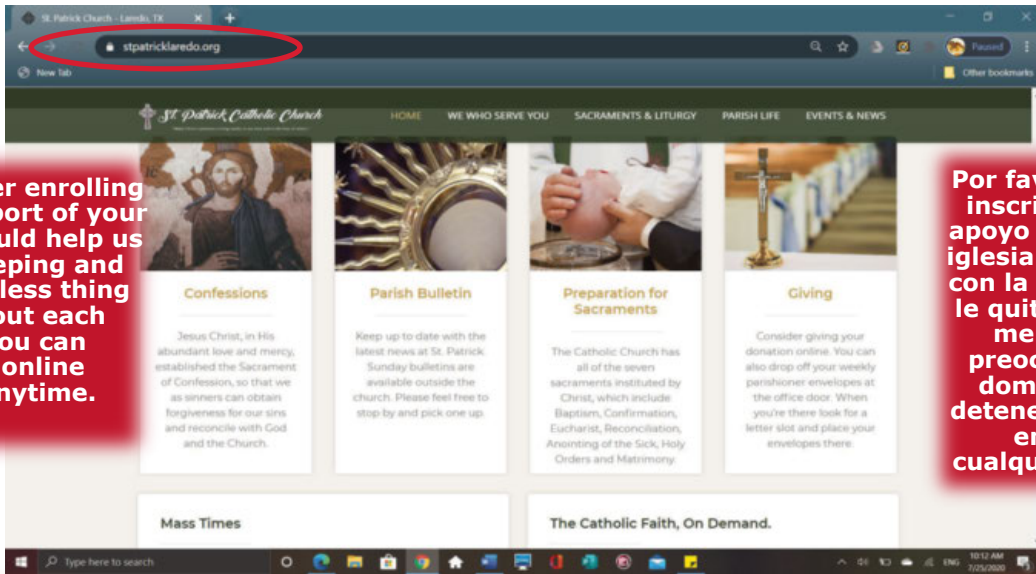 St. Patrick Church - Laredo, TX
stpatricklaredo.org
Paused
New Tab
Other bookmarks
St. Patrick Catholic Church
HOME
WE WHO SERVE YOU
SACRAMENTS & LITURGY
PARISH LIFE
EVENTS & NEWS
er enrolling
port of your
uld help us
eping and
less thing
out each
ou can
online
nytime.
Confessions
Jesus Christ, in His
abundant love and mercy,
established the Sacrament
of Confession, so that we
as sinners can obtain
forgiveness for our sins
and reconcile with God
and the Church.
Parish Bulletin
Keep up to date with the
latest news at St. Patrick.
Sunday bulletins are
available outside the
church. Please feel free to
stop by and pick one up.
Preparation for
Sacraments
The Catholic Church has
all of the seven
sacraments instituted by
Christ, which include
Baptism, Confirmation,
Eucharist, Reconciliation,
Anointing of the Sick, Holy
Orders and Matrimony.
Giving
Consider giving your
donation online. You can
also drop off your weekly
parishioner envelopes at
the office door. When
you're there look for a
letter slot and place your
envelopes there.
Por fav
inscri
apoyo
iglesia
con la
le quit
me
preoc
dom
detene
en
cualqu
Mass Times
The Catholic Faith, On Demand.
Type here to search
ENG
10:12 AM
7/25/2020